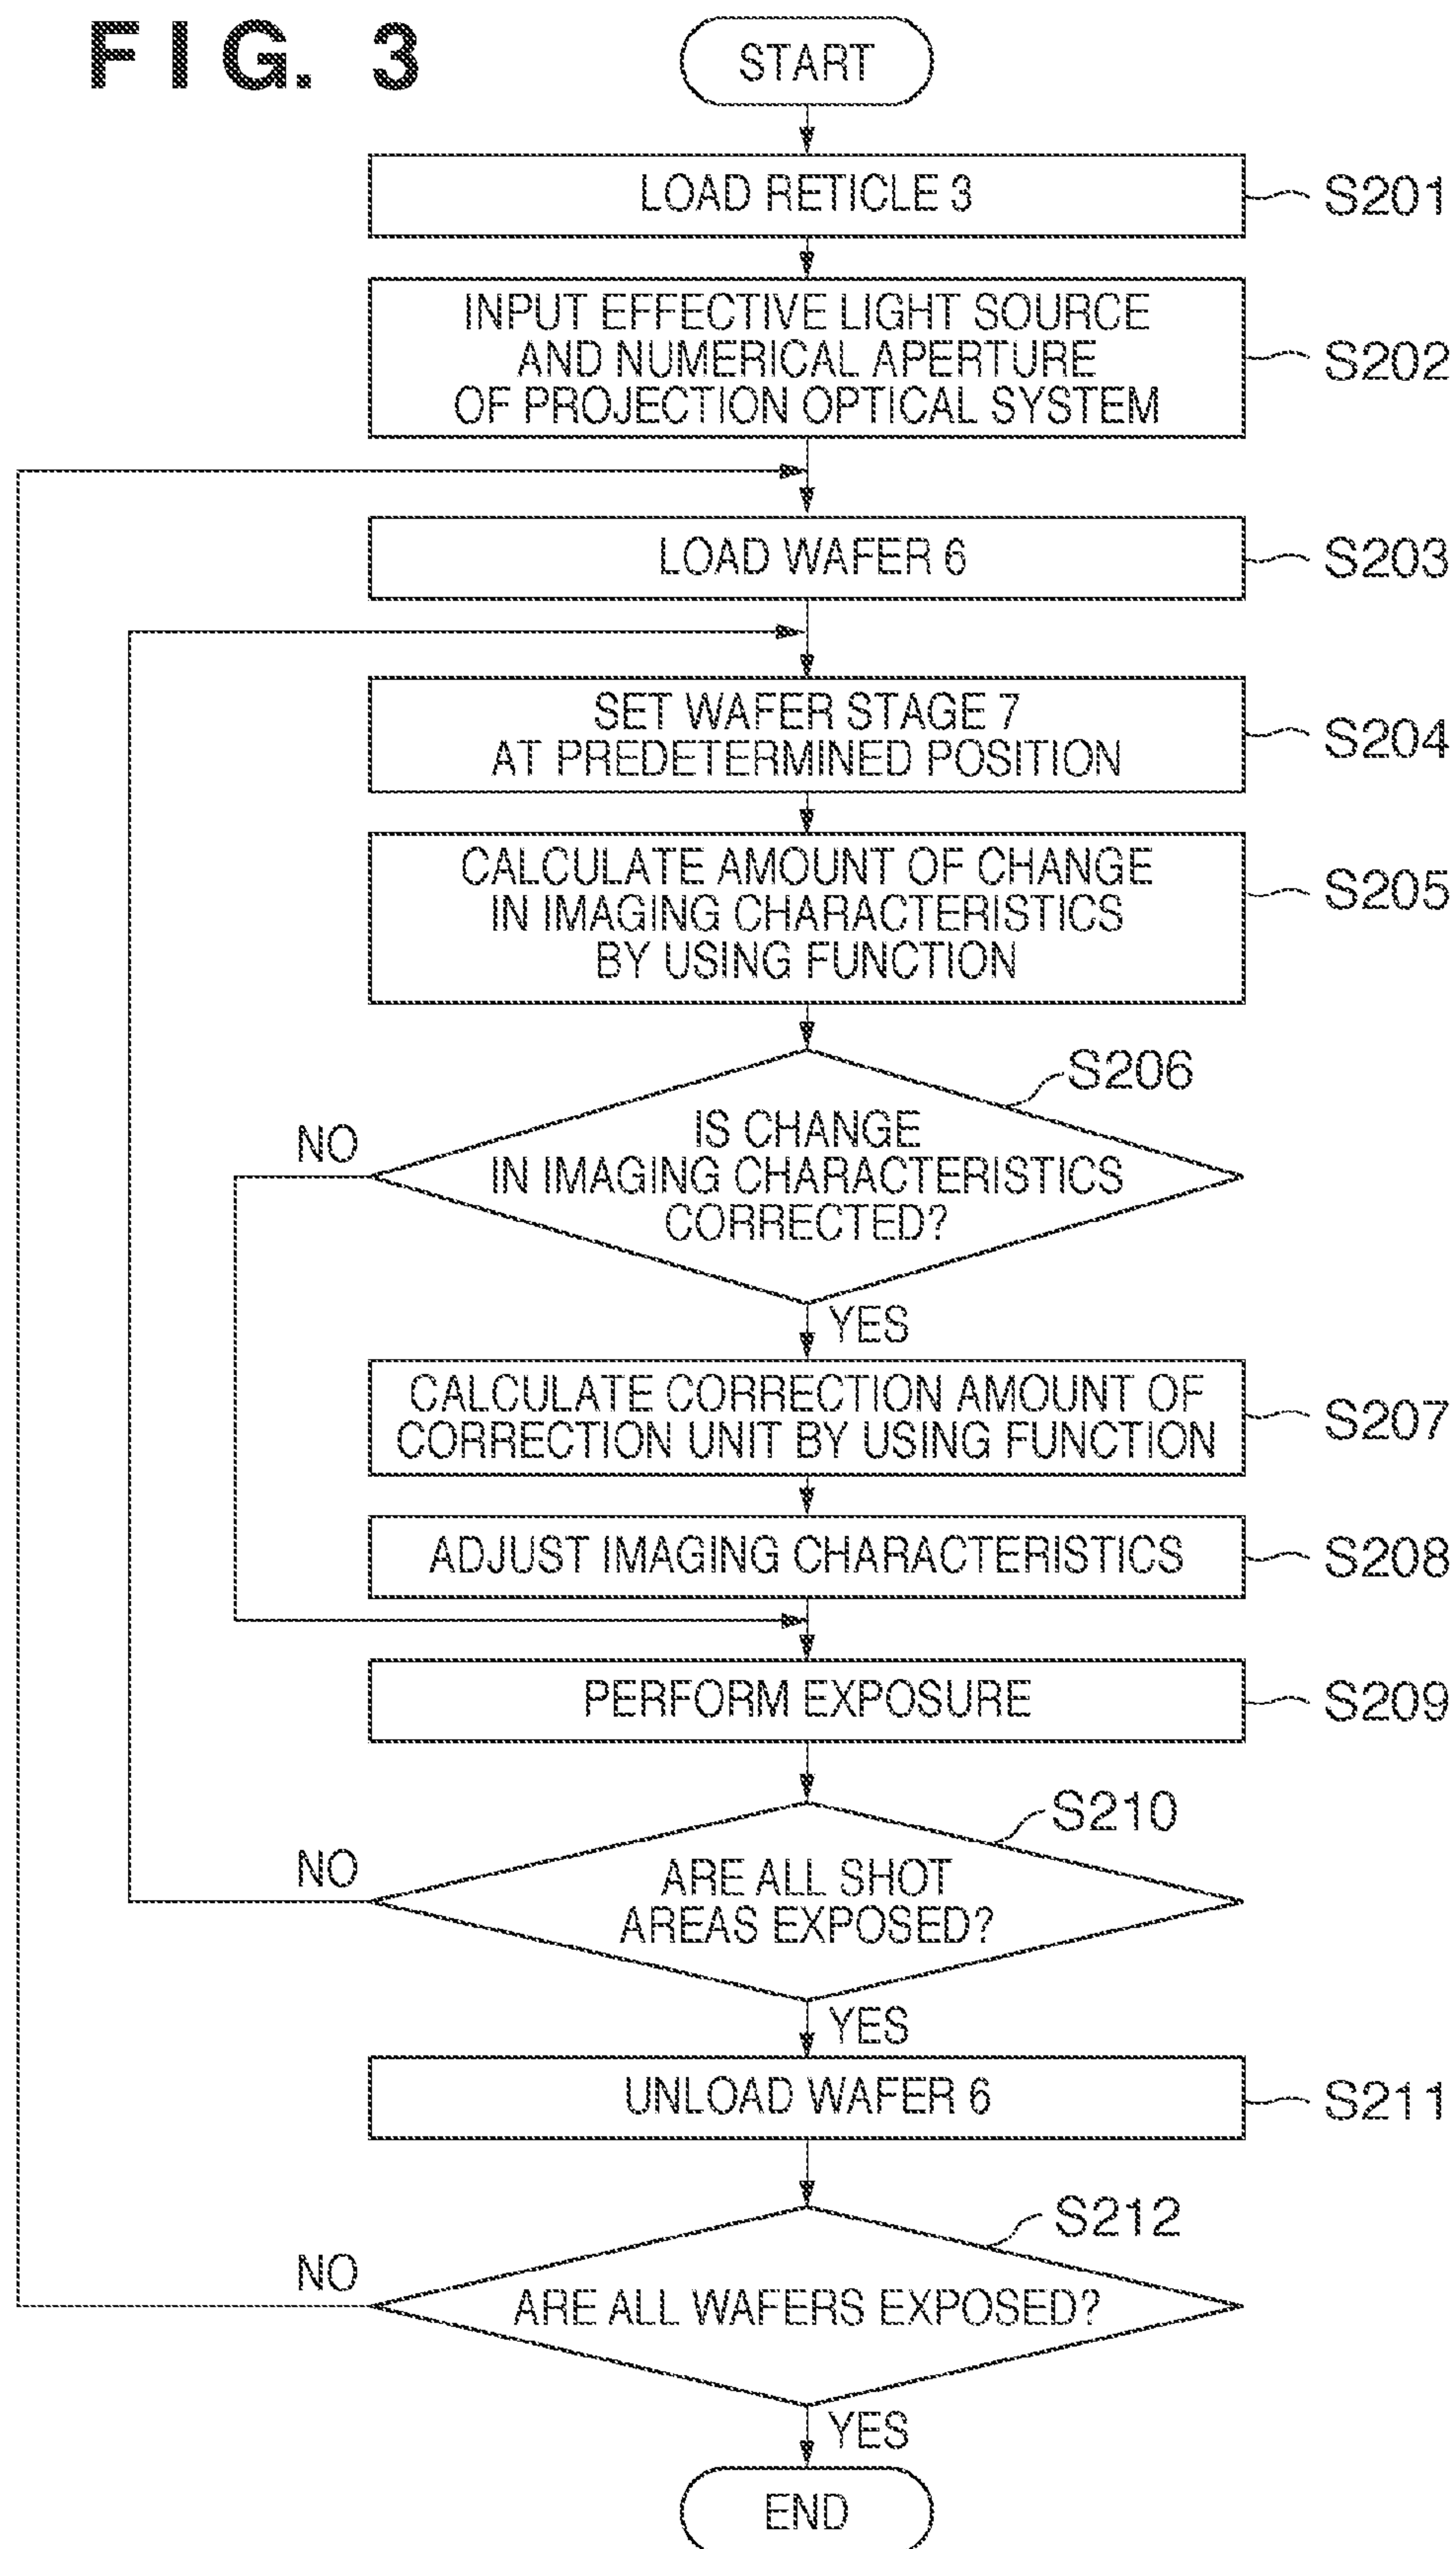 FIG. 3
START
LOAD RETICLE 3
S201
INPUT EFFECTIVE LIGHT SOURCE
AND NUMERICAL APERTURE
OF PROJECTION OPTICAL SYSTEM
S202
LOAD WAFER 6
S203
SET WAFER STAGE 7
AT PREDETERMINED POSITION
S204
CALCULATE AMOUNT OF CHANGE
IN IMAGING CHARACTERISTICS
BY USING FUNCTION
S205
S206
IS CHANGE
IN IMAGING CHARACTERISTICS
CORRECTED?
NO
YES
CALCULATE CORRECTION AMOUNT OF
CORRECTION UNIT BY USING FUNCTION
S207
ADJUST IMAGING CHARACTERISTICS
S208
PERFORM EXPOSURE
S209
S210
ARE ALL SHOT
AREAS EXPOSED?
NO
YES
UNLOAD WAFER 6
S211
S212
ARE ALL WAFERS EXPOSED?
NO
YES
END